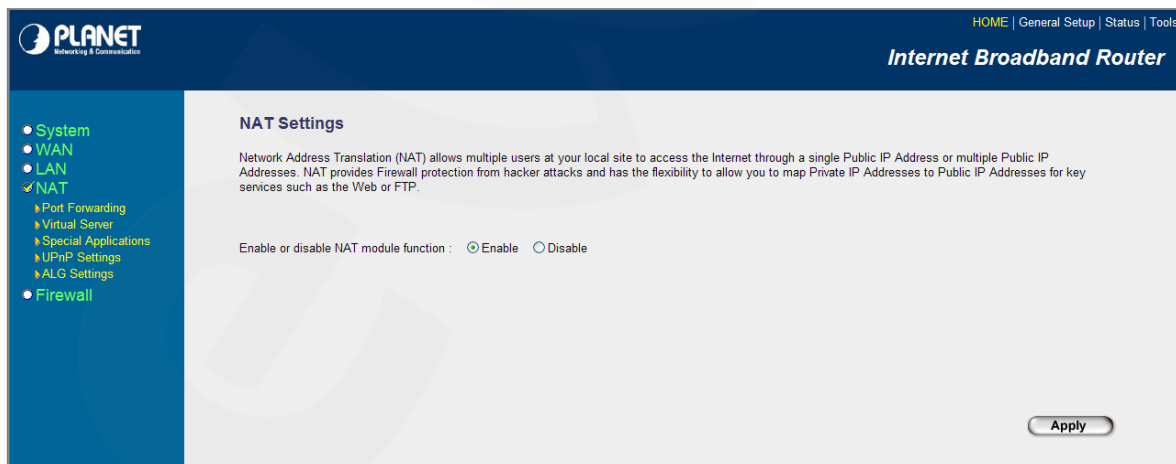 PLANET
Networking & Communication
HOME | General Setup | Status | Tools
Internet Broadband Router
System
WAN
LAN
NAT
Port Forwarding
Virtual Server
Special Applications
UPnP Settings
ALG Settings
Firewall
NAT Settings
Network Address Translation (NAT) allows multiple users at your local site to access the Internet through a single Public IP Address or multiple Public IP
Addresses. NAT provides Firewall protection from hacker attacks and has the flexibility to allow you to map Private IP Addresses to Public IP Addresses for key
services such as the Web or FTP.
Enable or disable NAT module function : Enable Disable
Apply